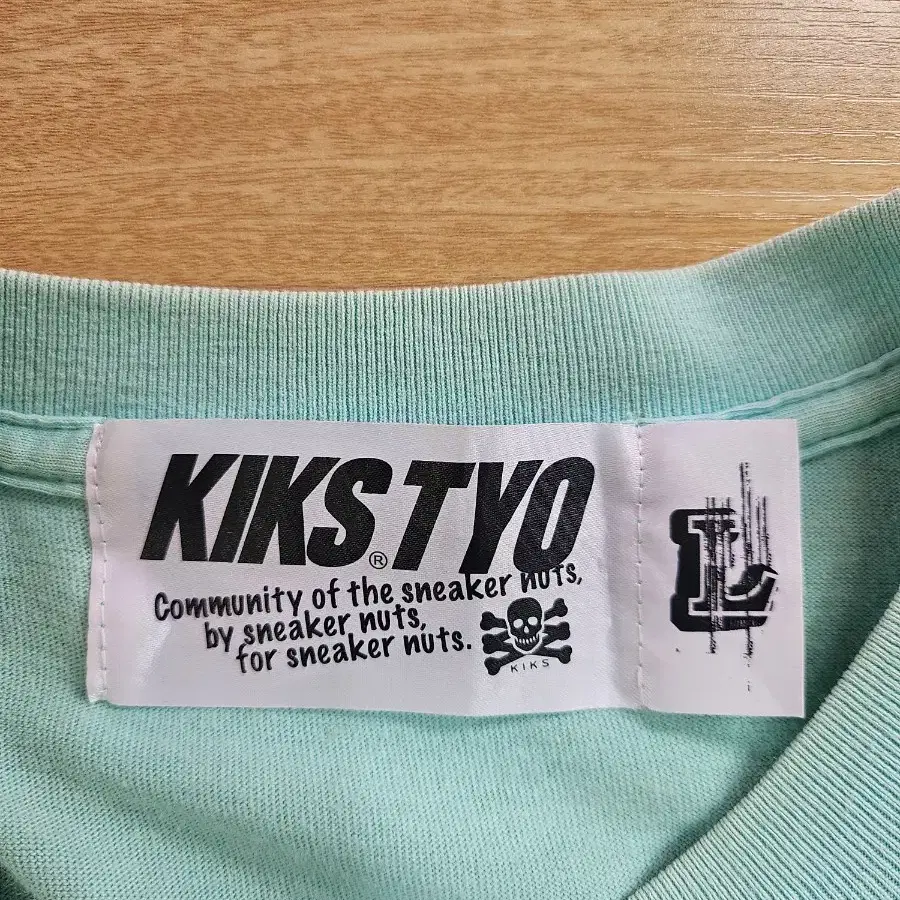 KIKS TYO
®
Community of the sneaker nuts,
by sneaker nuts,
for sneaker nuts.
KIKS
L